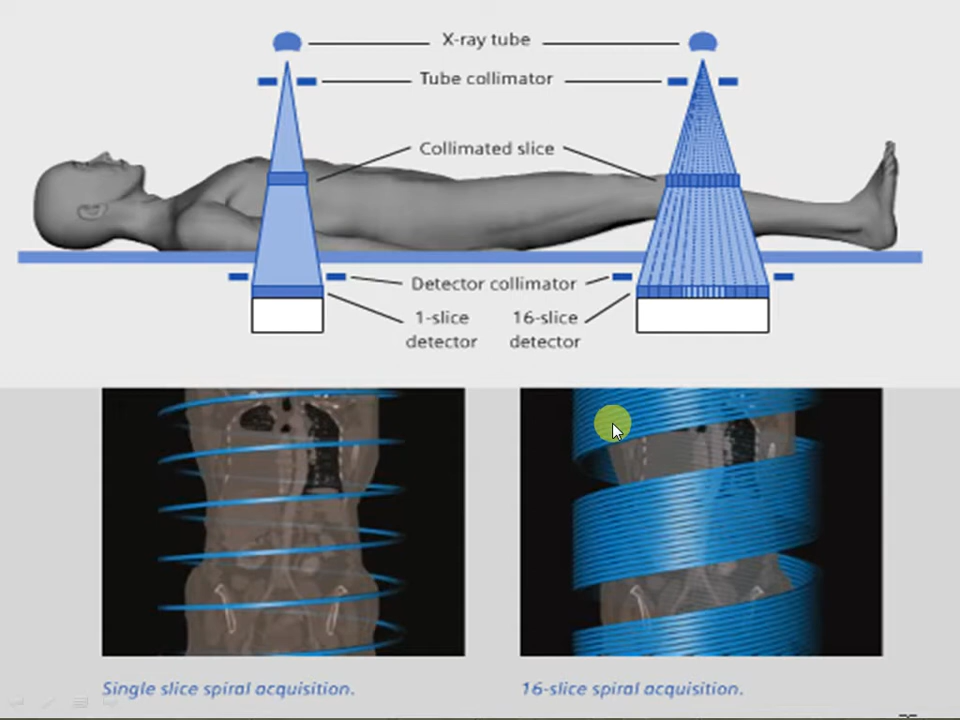 X-ray tube
Tube collimator
Collimated slice
Detector collimator
1-slice
detector
16-slice
detector
Single slice spiral acquisition.
16-slice spiral acquisition.